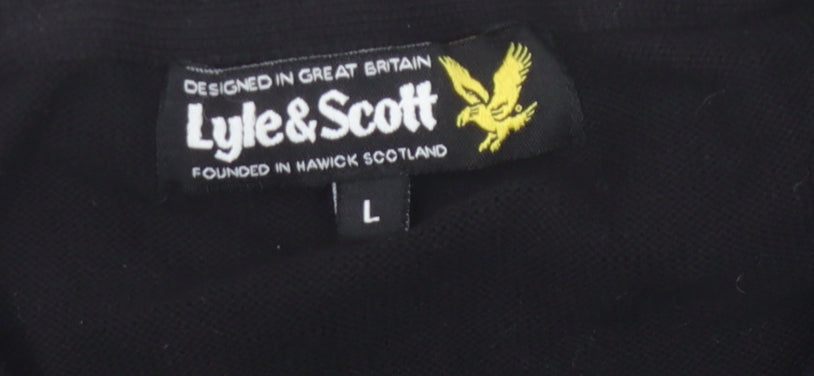 DESIGNED IN GREAT BRITAIN
Lyle&Scott
FOUNDED IN HAWICK SCOTLAND
L